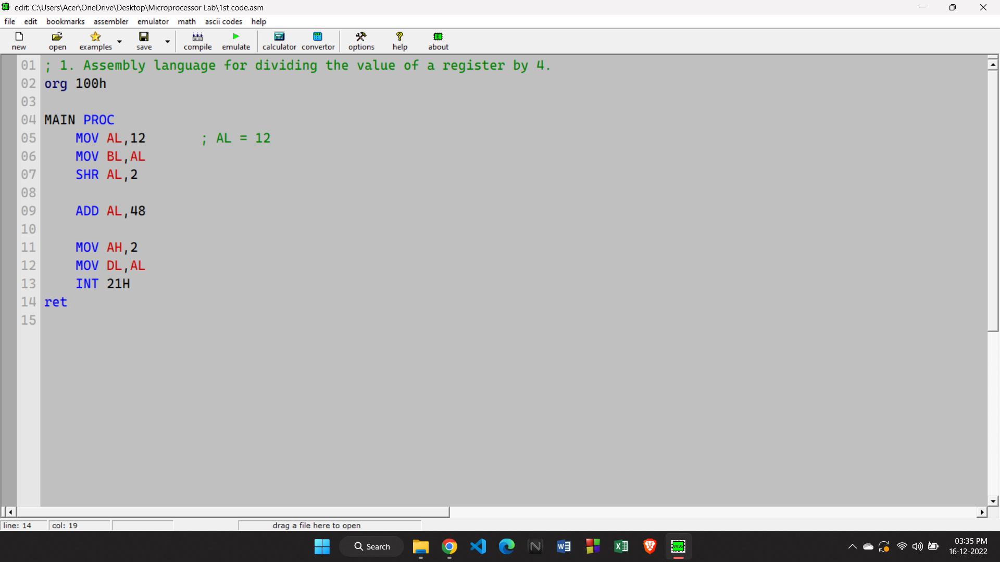 edit: C:\Users\Acer\OneDrive\Desktop\Microprocessor Lab\1st code.asm
file edit bookmarks assembler emulator math ascii codes help
new open examples save compile emulate calculator convertor options help about
01 ; 1. Assembly language for dividing the value of a register by 4.
02 org 100h
03
04 MAIN PROC
05 MOV AL,12 ; AL = 12
06 MOV BL,AL
07 SHR AL,2
08
09 ADD AL,48
10
11 MOV AH,2
12 MOV DL,AL
13 INT 21H
14 ret
15
line: 14 col: 19 drag a file here to open
Search
03:35 PM
16-12-2022